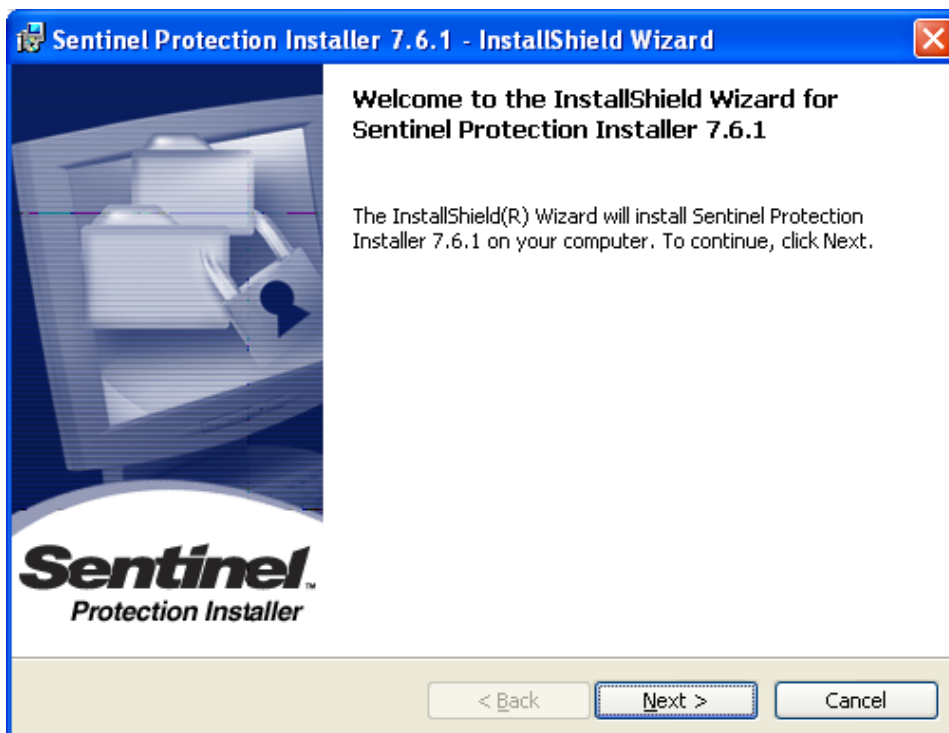 Sentinel Protection Installer 7.6.1 - InstallShield Wizard
Welcome to the InstallShield Wizard for
Sentinel Protection Installer 7.6.1
The InstallShield(R) Wizard will install Sentinel Protection
Installer 7.6.1 on your computer. To continue, click Next.
Sentinel™
Protection Installer
< Back
Next >
Cancel